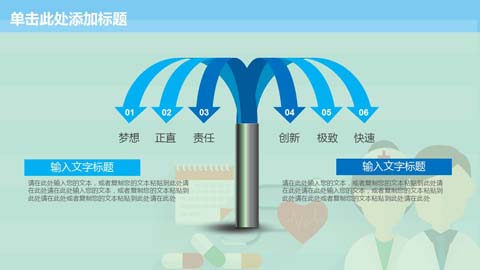 单击此处添加标题
01 02 03 04 05 06
梦想 正直 责任 创新 极致 快速
输入文字标题
请在此处输入您的文本，或者复制您的文本粘贴到此处请
在此处输入您的文本，或者复制您的文本粘贴到此处请在
此处或者复制您的文本粘贴到此处请在此处
输入文字标题
请在此处输入您的文本，或者复制您的文本粘贴到此处请
在此处输入您的文本，或者复制您的文本粘贴到此处请在
此处或者复制您的文本粘贴到此处请在此处